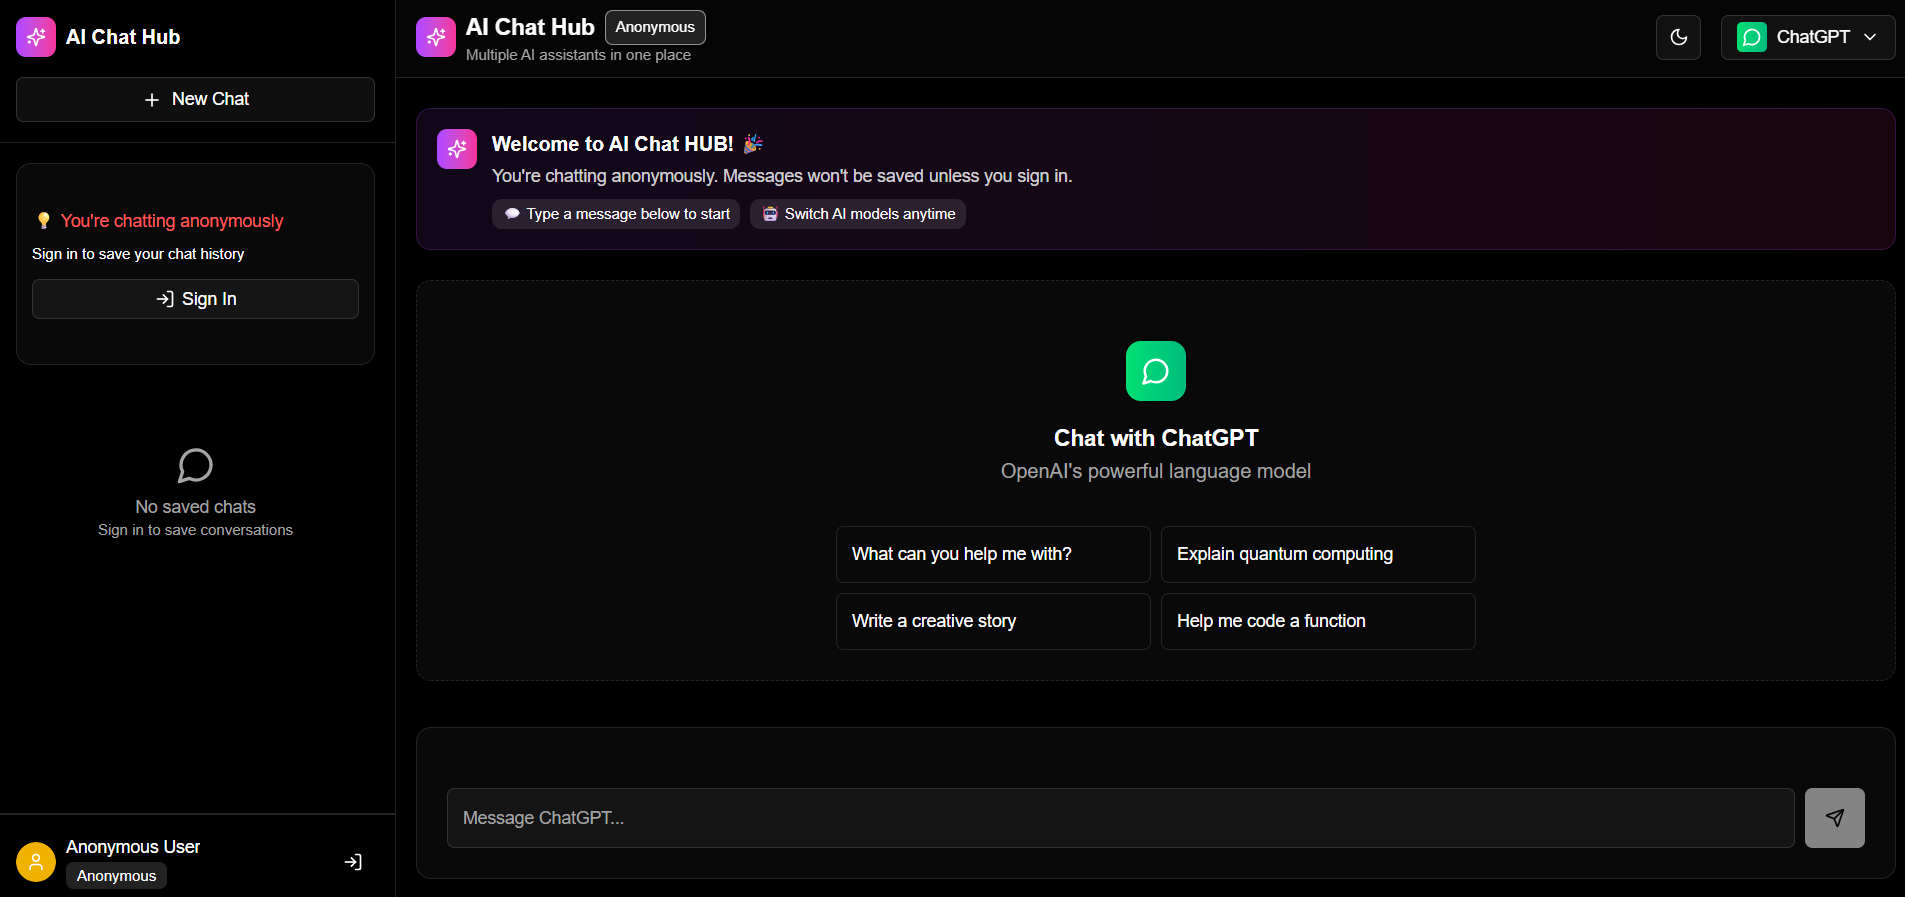 AI Chat Hub
New Chat
You're chatting anonymously
Sign in to save your chat history
Sign In
No saved chats
Sign in to save conversations
Anonymous User
Anonymous
AI Chat Hub
Anonymous
Multiple AI assistants in one place
ChatGPT
Welcome to AI Chat HUB! 🎉
You're chatting anonymously. Messages won't be saved unless you sign in.
Type a message below to start
Switch AI models anytime
Chat with ChatGPT
OpenAI's powerful language model
What can you help me with?
Explain quantum computing
Write a creative story
Help me code a function
Message ChatGPT...